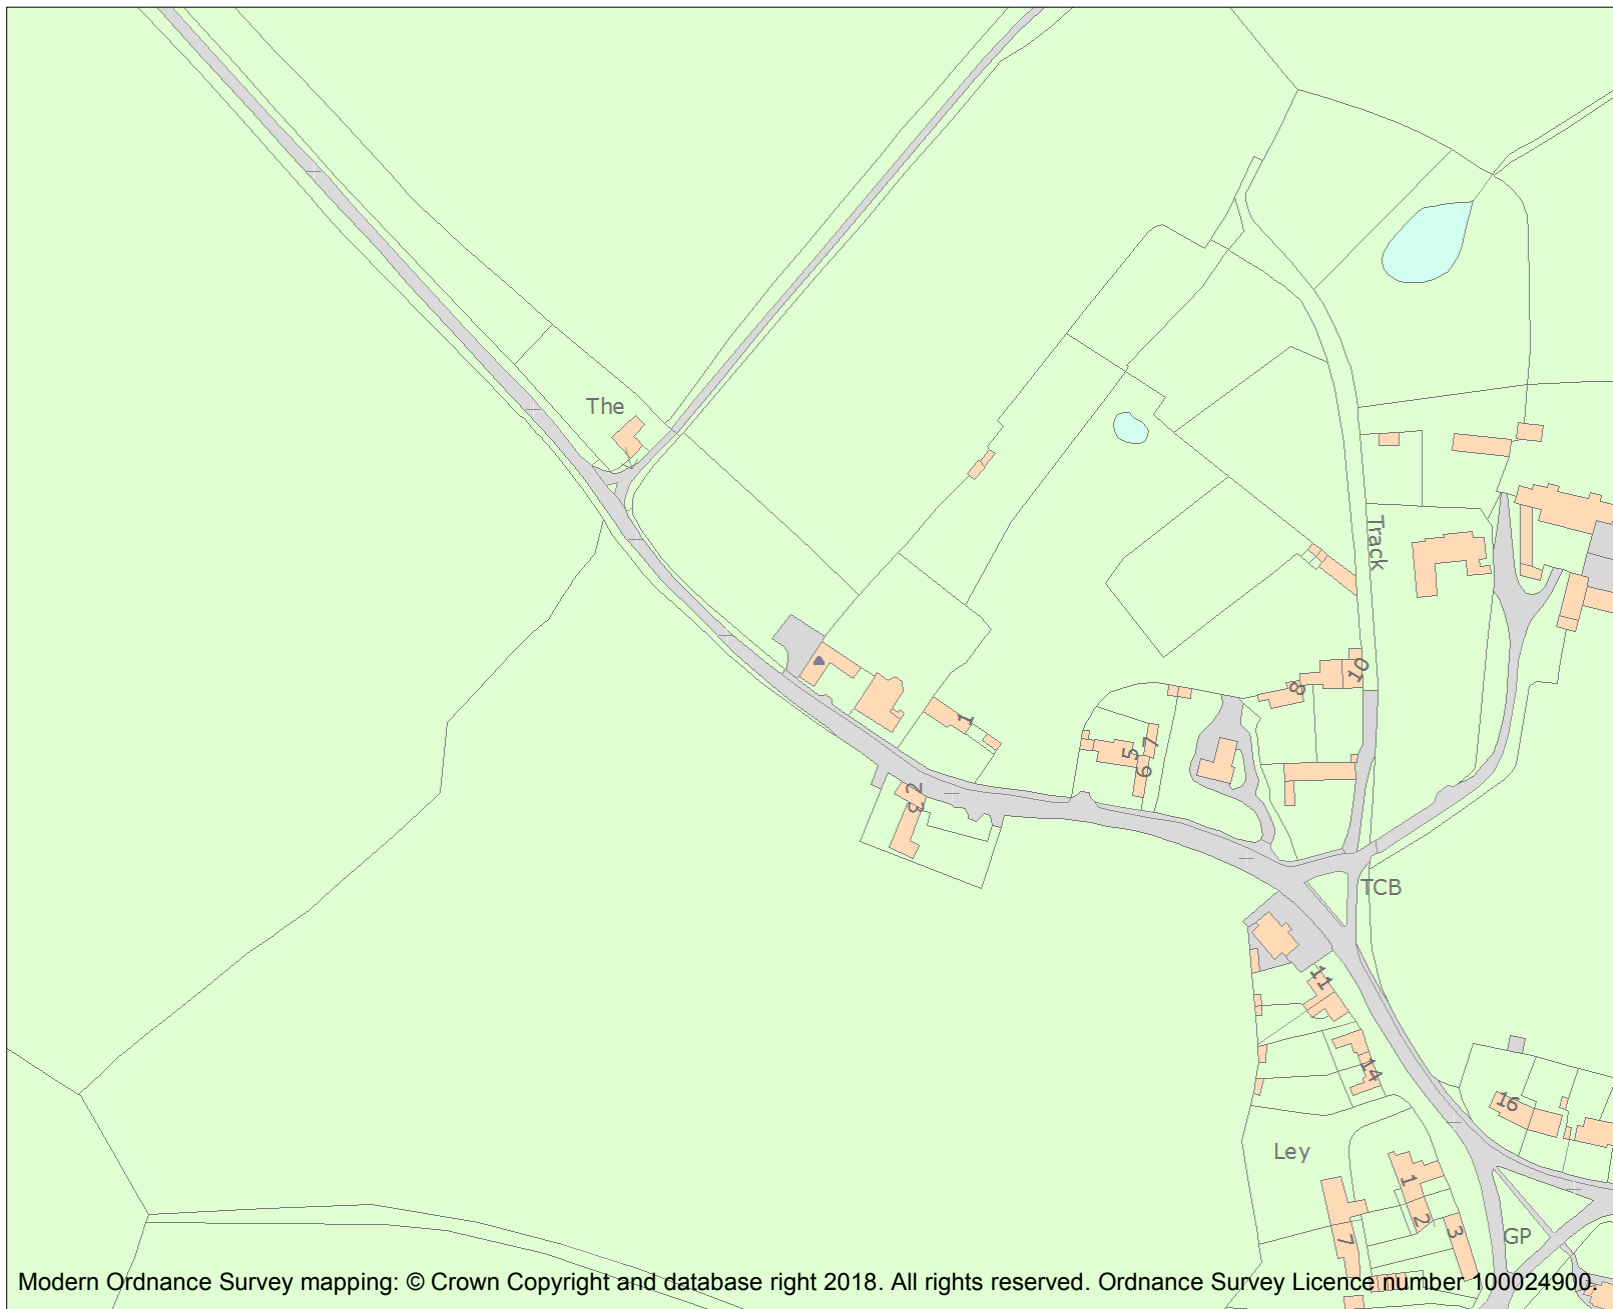 The
Track
10
8
1
7
5
6
2
3
TCB
11
14
16
Ley
1
2
3
7
GP
Modern Ordnance Survey mapping: © Crown Copyright and database right 2018. All rights reserved. Ordnance Survey Licence number 100024900.